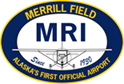 MERRILL FIELD
MRI
Since 1930
ALASKA'S FIRST OFFICIAL AIRPORT